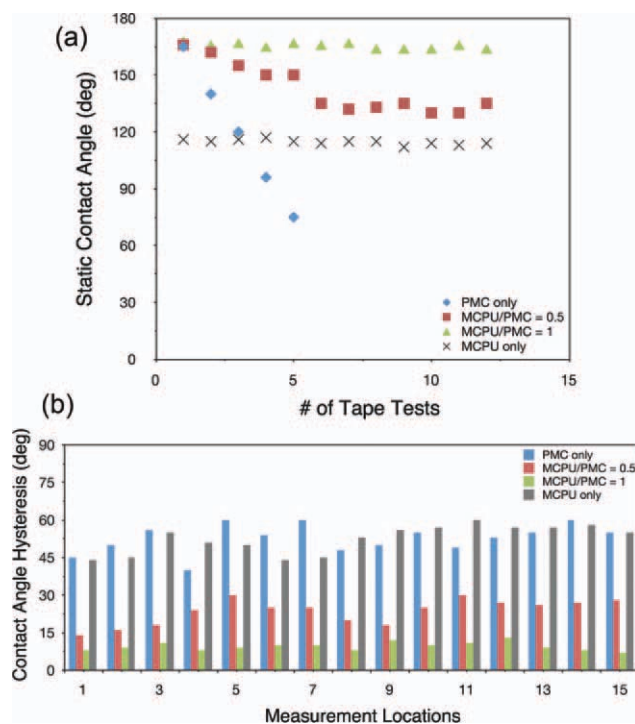 (a)
180
150
120
90
60
30
0
Static Contact Angle (deg)
PMC only
MCPU/PMC = 0.5
MCPU/PMC = 1
MCPU only
0 5 10 15
# of Tape Tests
(b)
90
75
60
45
30
15
0
Contact Angle Hysteresis (deg)
PMC only
MCPU/PMC = 0.5
MCPU/PMC = 1
MCPU only
1 3 5 7 9 11 13 15
Measurement Locations